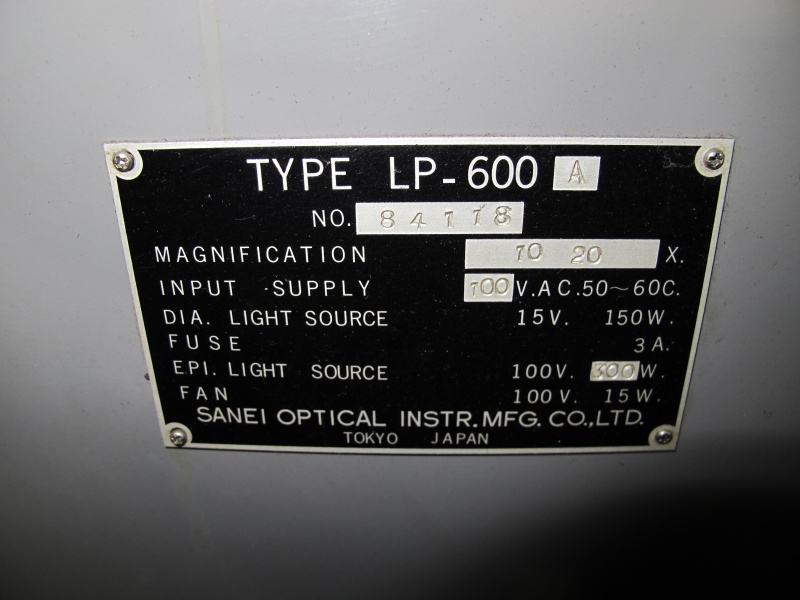 TYPE LP-600 A
NO. 84118
MAGNIFICATION 10 20 X.
INPUT SUPPLY 100 V.AC.50~60C.
DIA. LIGHT SOURCE 15V. 150W.
FUSE 3A.
EPI. LIGHT SOURCE 100V. 300W.
FAN 100V. 15W.
SANEI OPTICAL INSTR.MFG.CO.,LTD.
TOKYO JAPAN